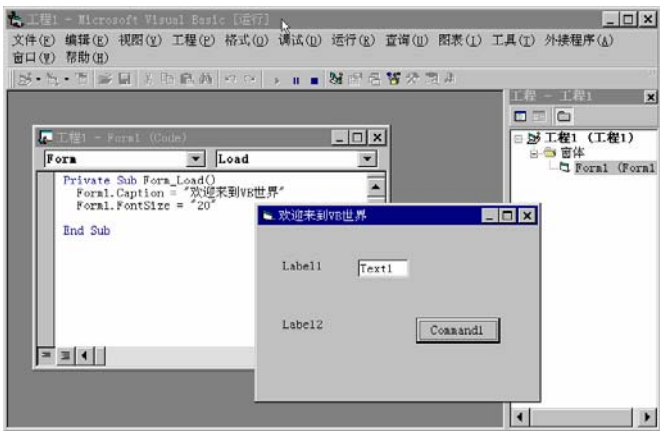 工程1 - Microsoft Visual Basic [运行]
文件(F) 编辑(E) 视图(V) 工程(P) 格式(O) 调试(D) 运行(R) 查询(U) 图表(I) 工具(T) 外接程序(A)
窗口(W) 帮助(H)
工程 - 工程1
工程1 (工程1)
窗体
Form1 (Form1
工程1 - Form1 (Code)
Form
Load
Private Sub Form_Load()
Form1.Caption = "欢迎来到VB世界"
Form1.FontSize = "20"
End Sub
欢迎来到VB世界
Label1
Text1
Label2
Command1